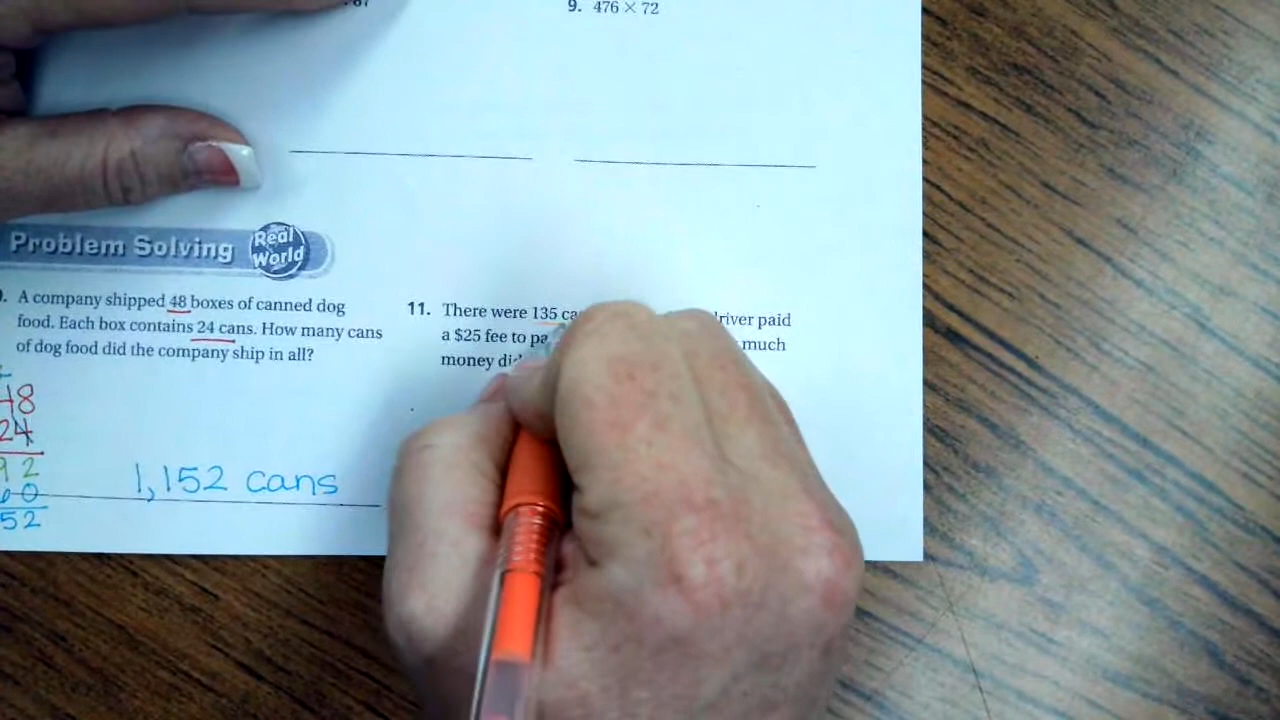 9. 476 × 72
Problem Solving Real World
A company shipped 48 boxes of canned dog
food. Each box contains 24 cans. How many cans
of dog food did the company ship in all?
48
24
92
60
52
1,152 cans
11. There were 135 paid
a $25 fee to much
money